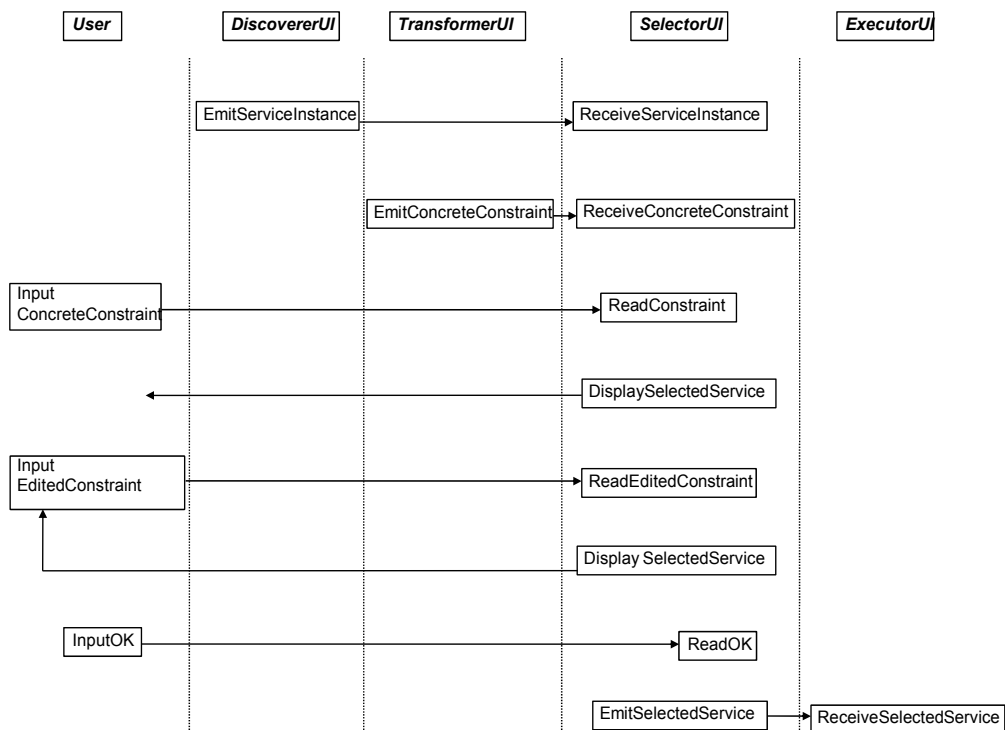 User DiscovererUI TransformerUI SelectorUI ExecutorUI
EmitServiceInstance ReceiveServiceInstance
EmitConcreteConstraint ReceiveConcreteConstraint
Input
ConcreteConstraint ReadConstraint
DisplaySelectedService
Input
EditedConstraint ReadEditedConstraint
Display SelectedService
InputOK ReadOK
EmitSelectedService ReceiveSelectedService